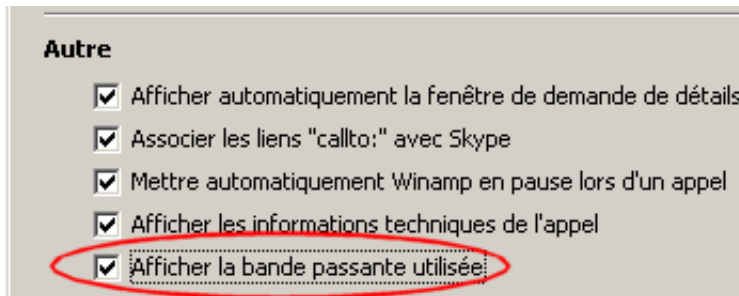 Autre
Afficher automatiquement la fenêtre de demande de détails
Associer les liens "callto:" avec Skype
Mettre automatiquement Winamp en pause lors d'un appel
Afficher les informations techniques de l'appel
Afficher la bande passante utilisée